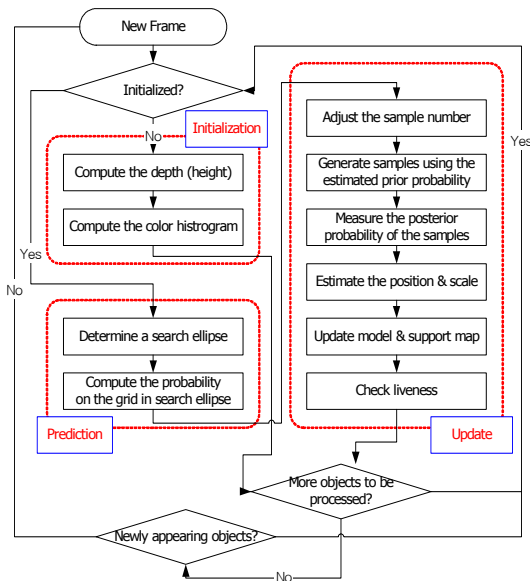 New Frame
Initialized?
No
Initialization
Compute the depth (height)
Compute the color histrogram
Yes
No
Determine a search ellipse
Compute the probability
on the grid in search ellipse
Prediction
Adjust the sample number
Generate samples using the
estimated prior probability
Measure the posterior
probability of the samples
Estimate the position & scale
Update model & support map
Check liveness
Update
Yes
More objects to be
processed?
Newly appearing objects?
No